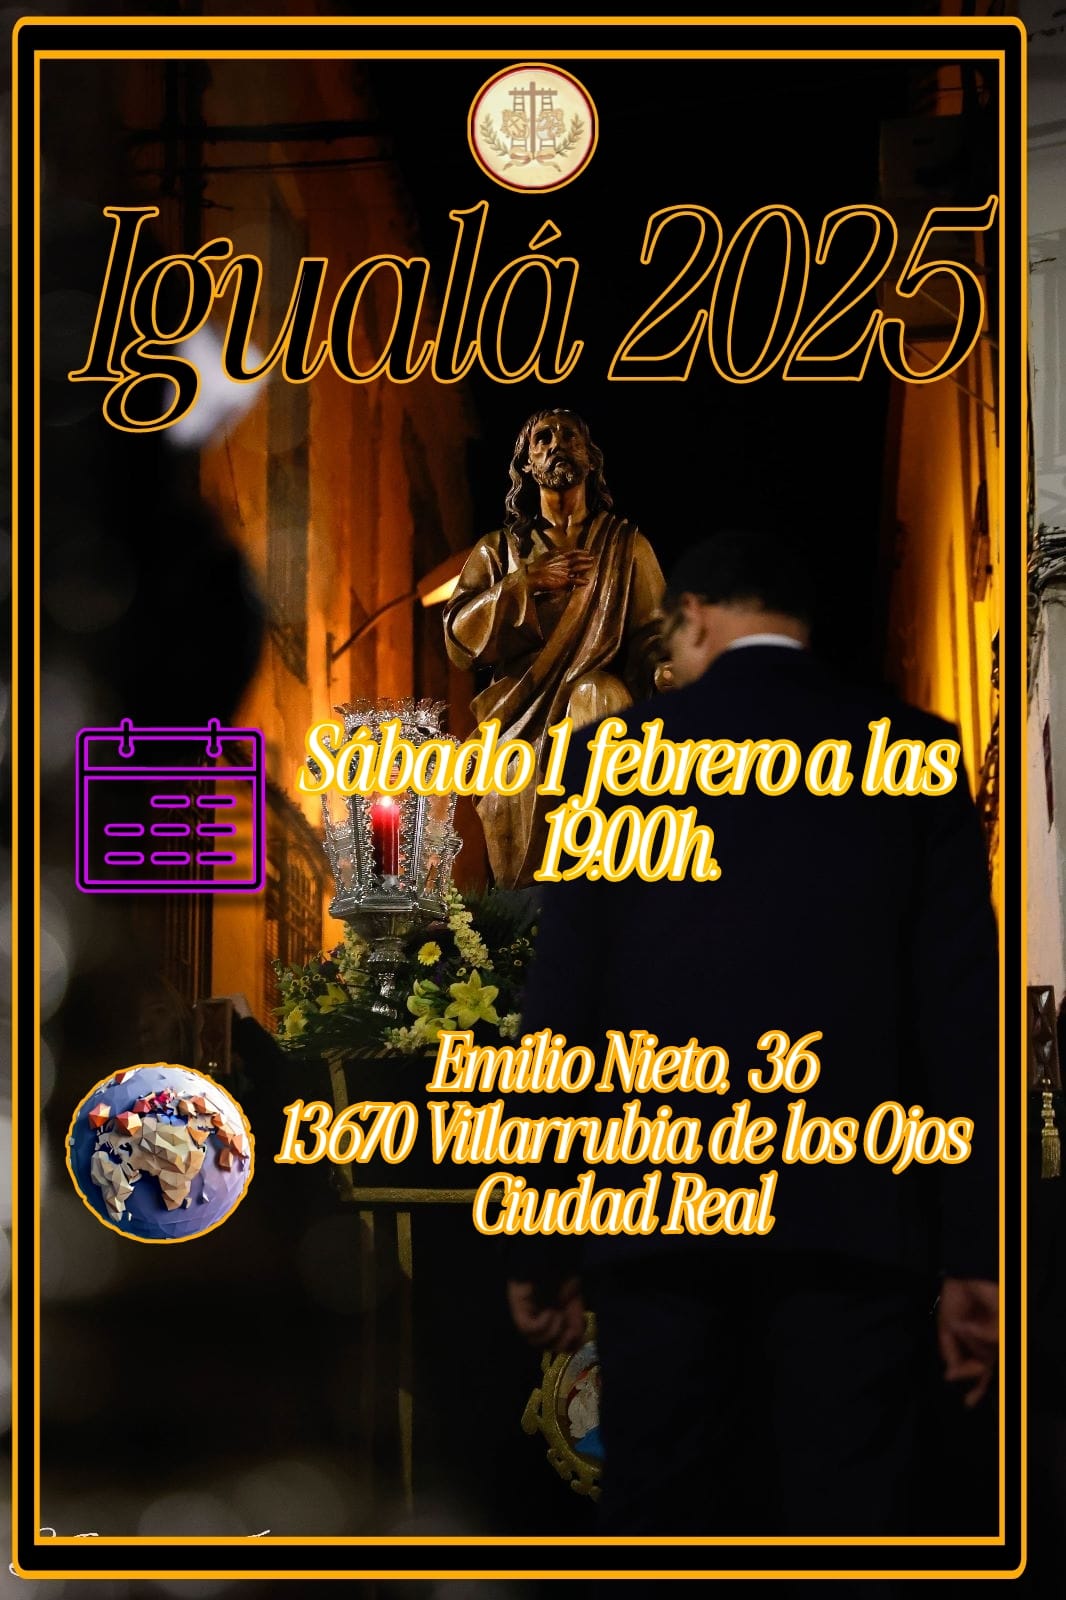 Igualá 2025
Sábado 1 febrero a las
19:00h.
Emilio Nieto, 36
13670 Villarrubia de los Ojos
Ciudad Real